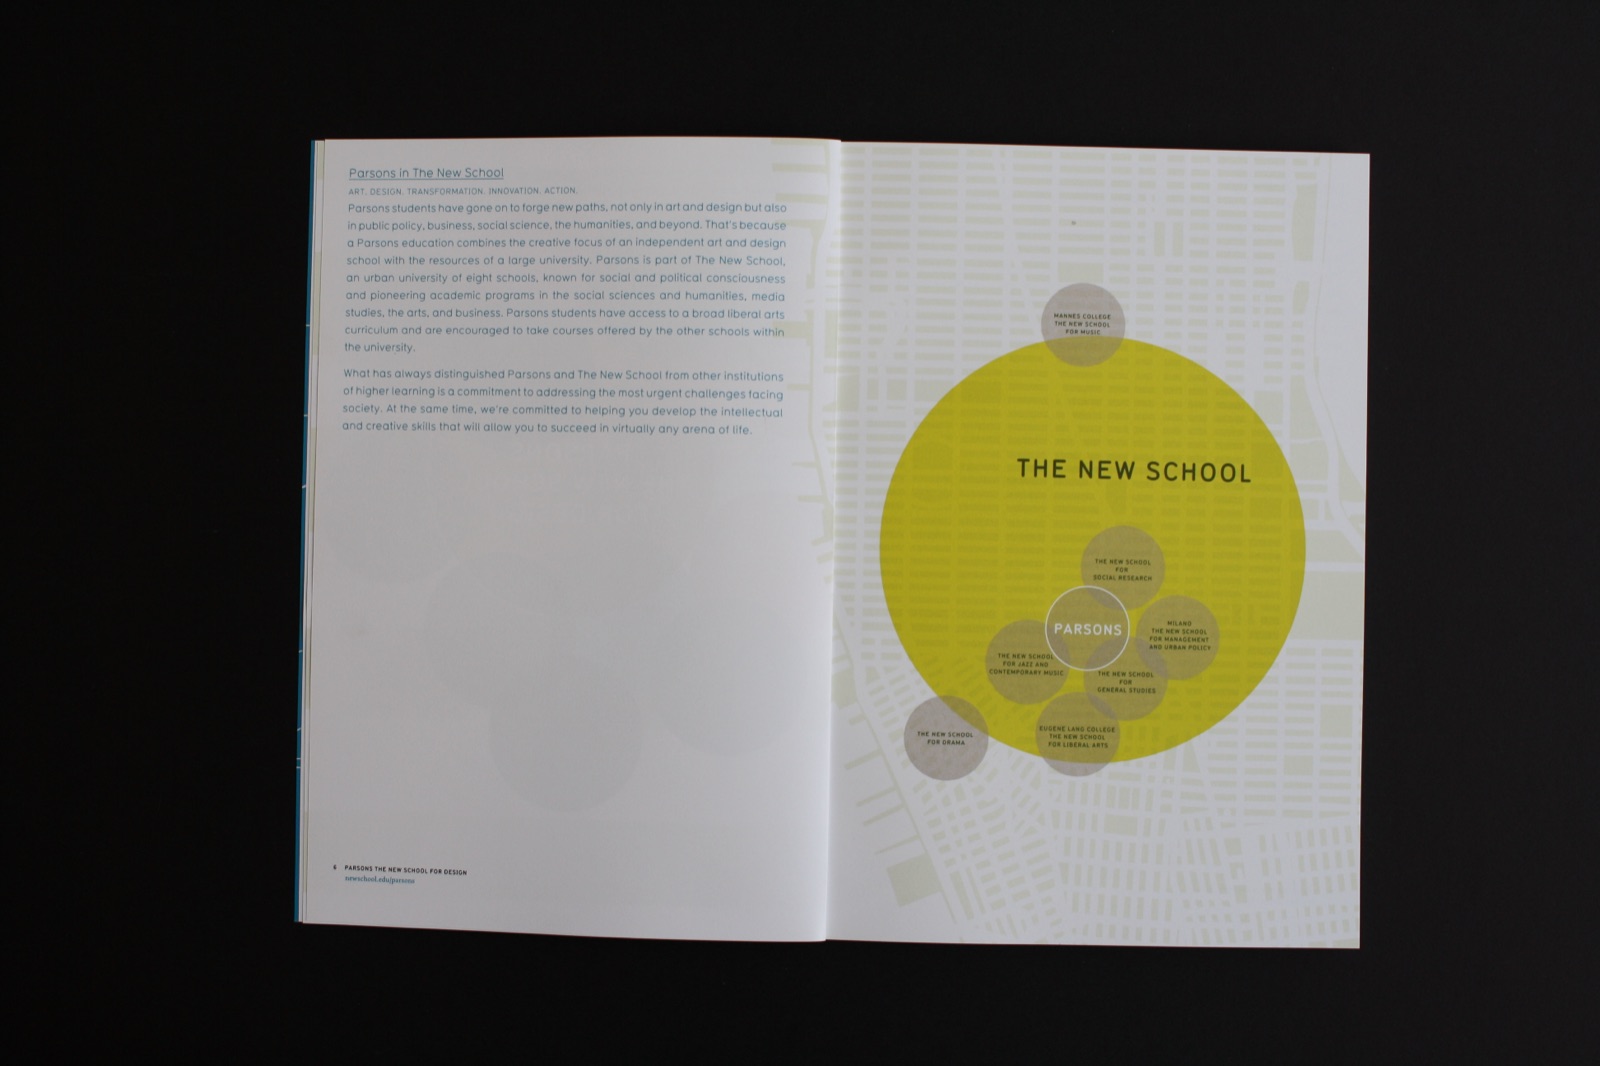 Parsons in The New School
ART. DESIGN. TRANSFORMATION. INNOVATION. ACTION.
Parsons students have gone on to forge new paths, not only in art and design but also
in public policy, business, social science, the humanities, and beyond. That's because
a Parsons education combines the creative focus of an independent art and design
school with the resources of a large university. Parsons is part of The New School,
an urban university of eight schools, known for social and political consciousness
and pioneering academic programs in the social sciences and humanities, media
studies, the arts, and business. Parsons students have access to a broad liberal arts
curriculum and are encouraged to take courses offered by the other schools within
the university.
What has always distinguished Parsons and The New School from other institutions
of higher learning is a commitment to addressing the most urgent challenges facing
society. At the same time, we're committed to helping you develop the intellectual
and creative skills that will allow you to succeed in virtually any arena of life.
6 PARSONS THE NEW SCHOOL FOR DESIGN
newschool.edu/parsons
MANNES COLLEGE
THE NEW SCHOOL
FOR MUSIC
THE NEW SCHOOL
THE NEW SCHOOL
FOR
SOCIAL RESEARCH
PARSONS
MILANO
THE NEW SCHOOL
FOR MANAGEMENT
AND URBAN POLICY
THE NEW SCHOOL
FOR JAZZ AND
CONTEMPORARY MUSIC
THE NEW SCHOOL
FOR
GENERAL STUDIES
THE NEW SCHOOL
FOR DRAMA
EUGENE LANG COLLEGE
THE NEW SCHOOL
FOR LIBERAL ARTS